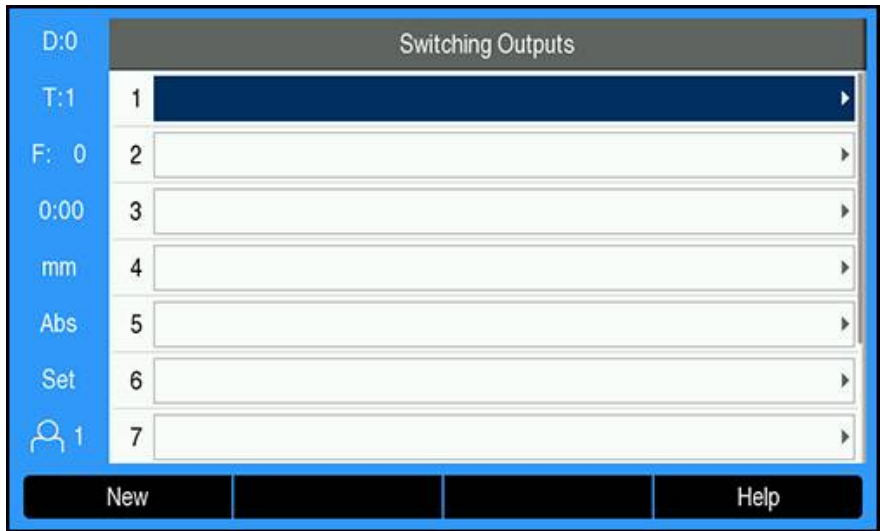 D:0
Switching Outputs
T:1
1
F: 0
2
0:00
3
mm
4
Abs
5
Set
6
1
7
New
Help